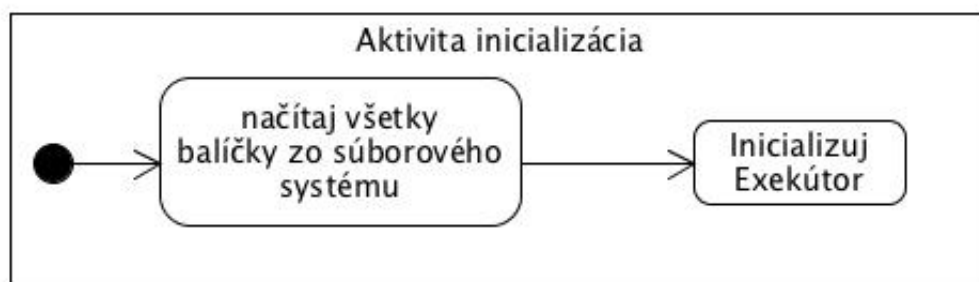 Aktivita inicializácia
načítaj všetky
balíčky zo súborového
systému
Inicializuj
Exekútor